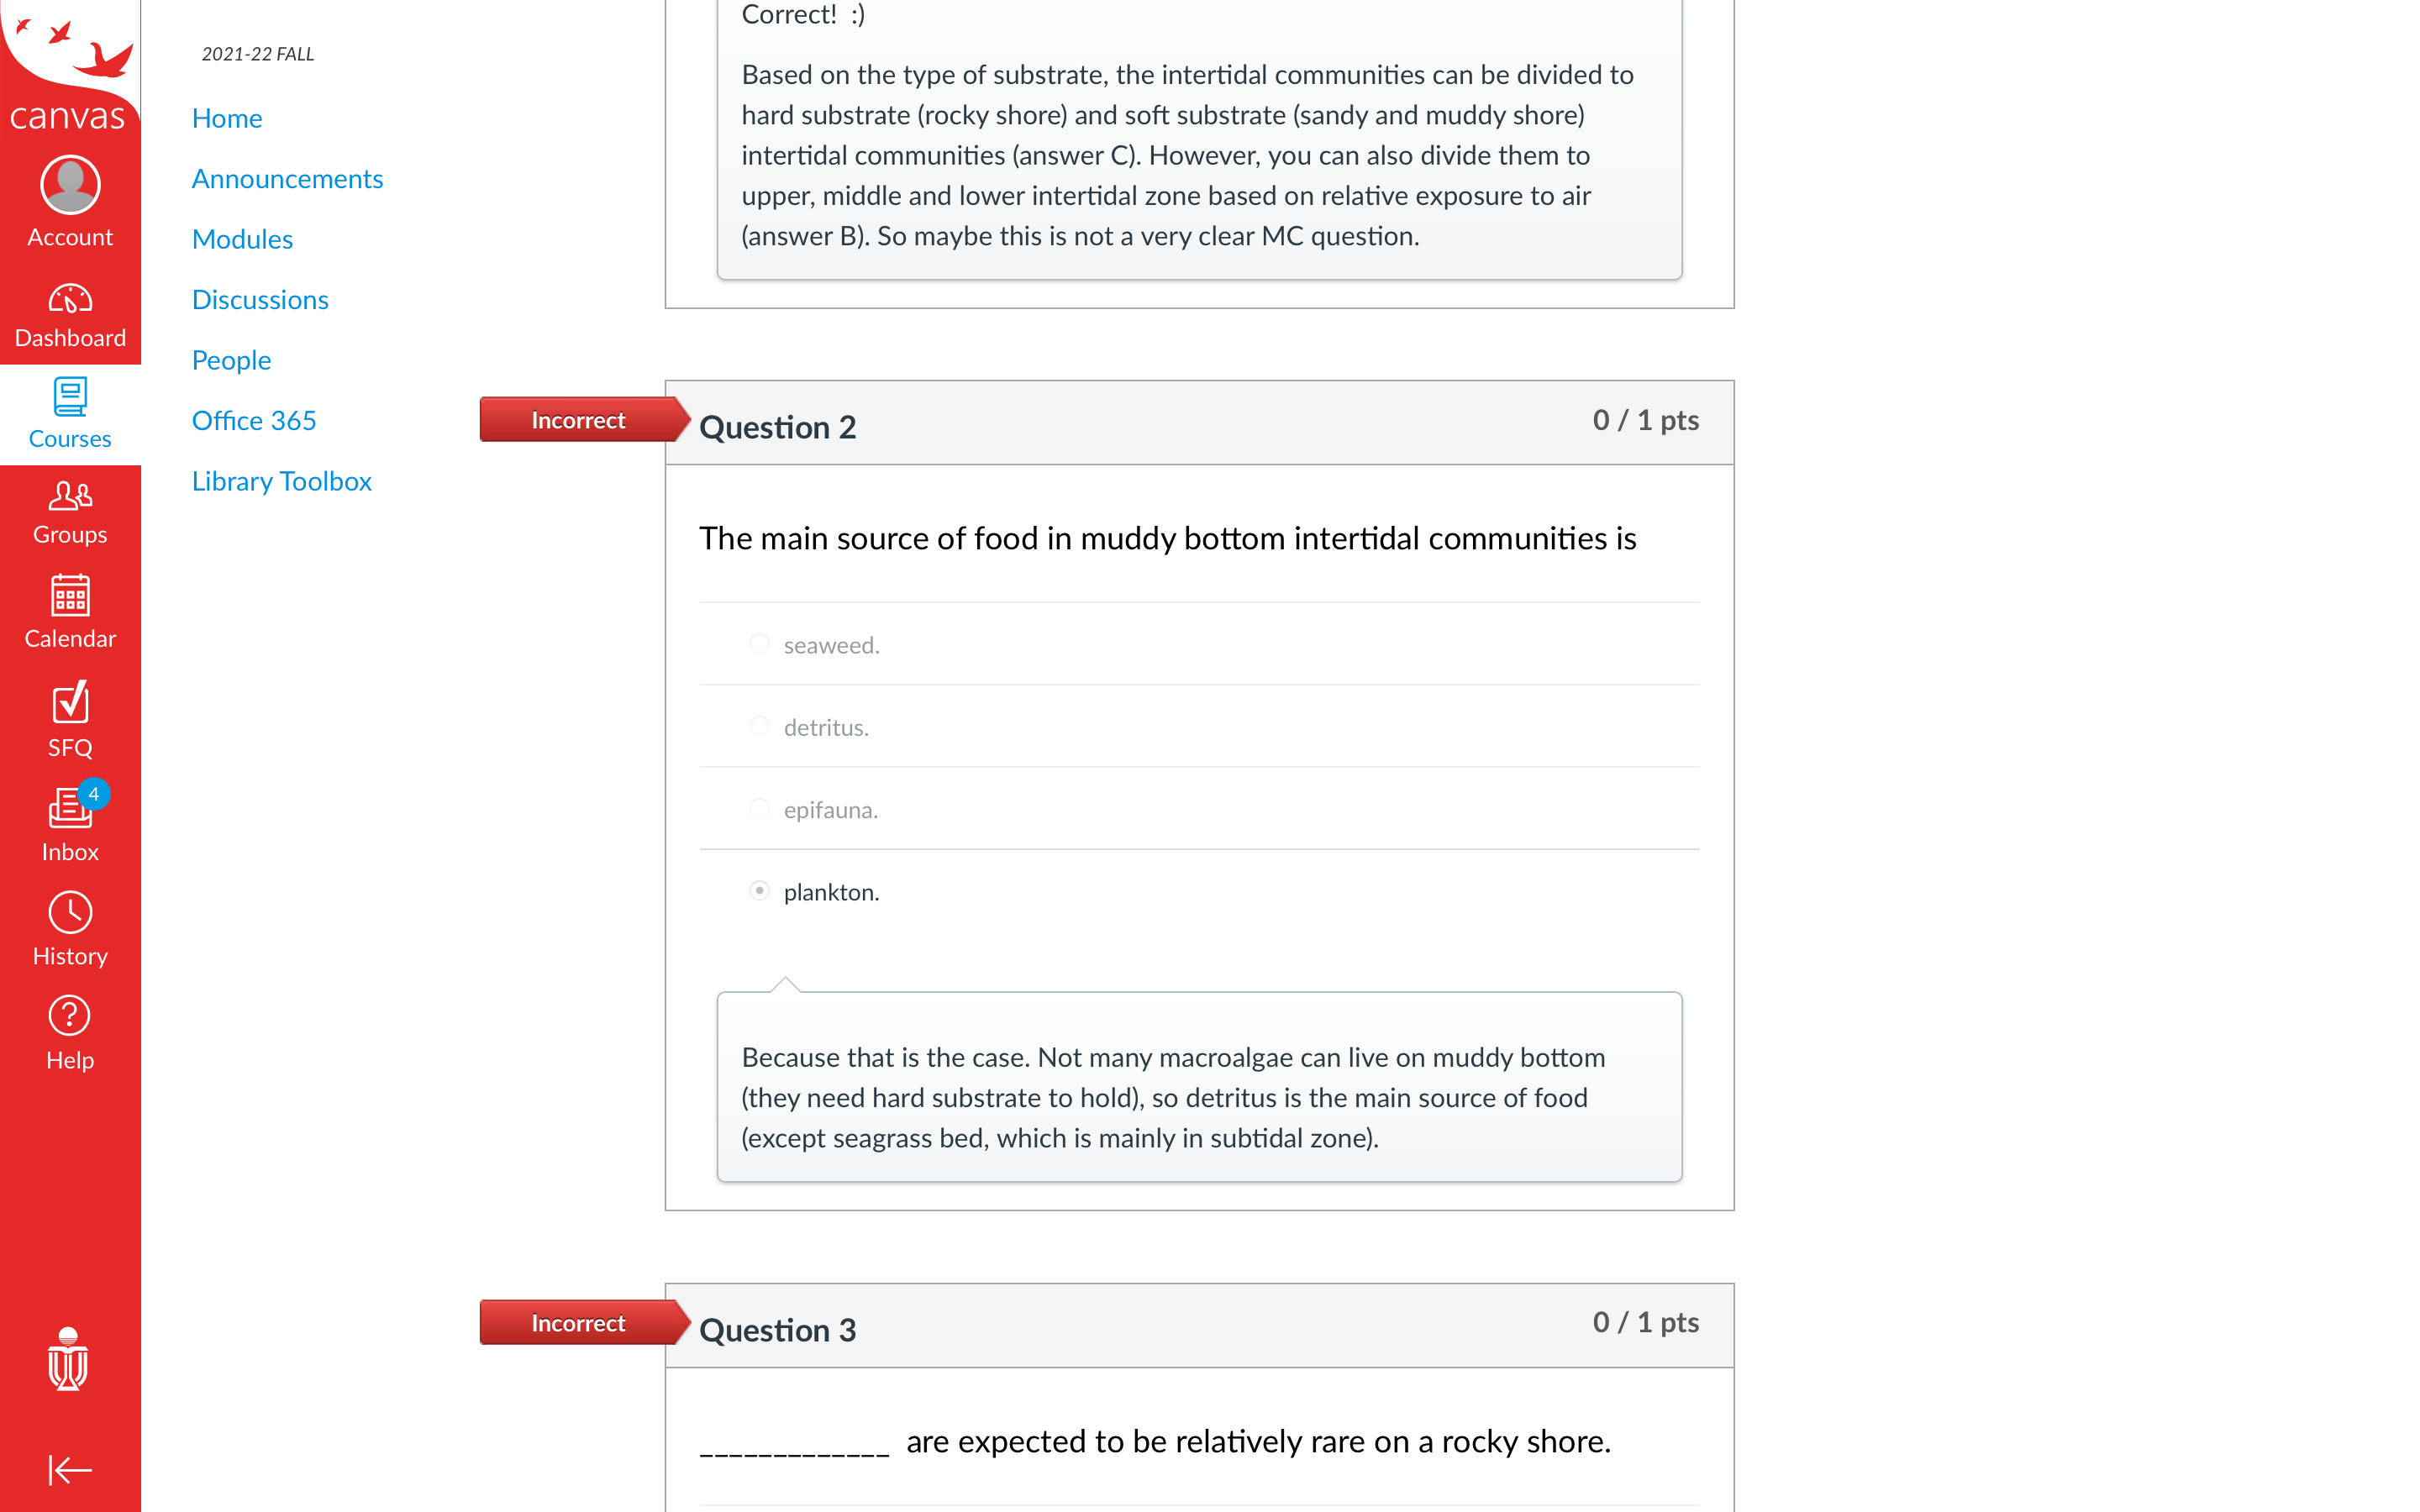 canvas
Account
Dashboard
Courses
Groups
Calendar
SFQ
4
Inbox
History
Help
2021-22 FALL
Home
Announcements
Modules
Discussions
People
Office 365
Library Toolbox
Correct!  :)
Based on the type of substrate, the intertidal communities can be divided to
hard substrate (rocky shore) and soft substrate (sandy and muddy shore)
intertidal communities (answer C). However, you can also divide them to
upper, middle and lower intertidal zone based on relative exposure to air
(answer B). So maybe this is not a very clear MC question.
Incorrect
Question 2
0 / 1 pts
The main source of food in muddy bottom intertidal communities is
seaweed.
detritus.
epifauna.
plankton.
Because that is the case. Not many macroalgae can live on muddy bottom
(they need hard substrate to hold), so detritus is the main source of food
(except seagrass bed, which is mainly in subtidal zone).
Incorrect
Question 3
0 / 1 pts
_____________ are expected to be relatively rare on a rocky shore.